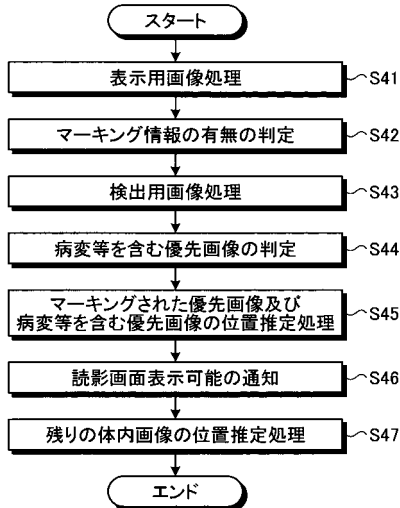 スタート
表示用画像処理
S41
マーキング情報の有無の判定
S42
検出用画像処理
S43
病変等を含む優先画像の判定
S44
マーキングされた優先画像及び
病変等を含む優先画像の位置推定処理
S45
読影画面表示可能の通知
S46
残りの体内画像の位置推定処理
S47
エンド